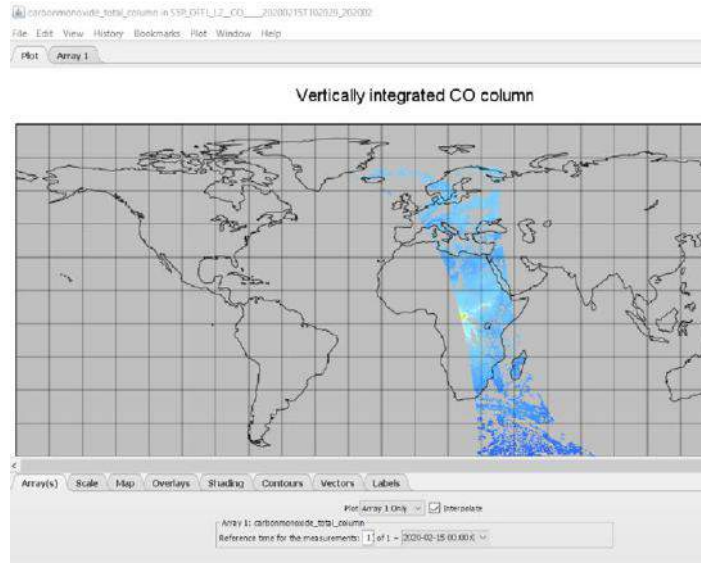 carbonmonoxide_total_column in S5P_OFFL_L2__CO____20200215T102929_202002
File Edit View History Bookmarks Plot Window Help
Plot Array 1
Vertically integrated CO column
Array(s) Scale Map Overlays Shading Contours Vectors Labels
Plot Array 1 Only Interpolate
Array 1: carbonmonoxide_total_column
Reference time for the measurements: 1 of 1 = 2020-02-15 00:00:0